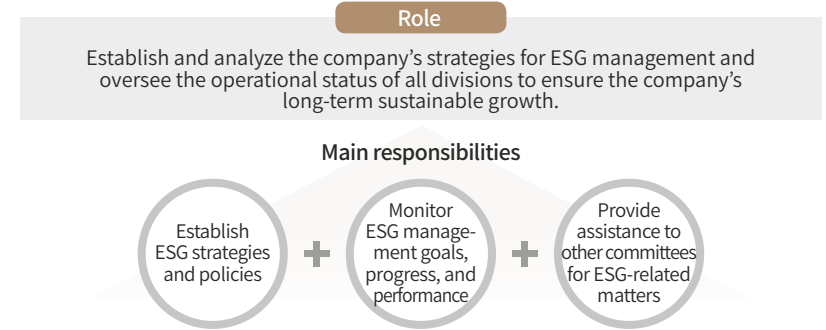 Role
Establish and analyze the company’s strategies for ESG management and
oversee the operational status of all divisions to ensure the company’s
long-term sustainable growth.
Main responsibilities
Establish
ESG strategies
and policies
+
Monitor
ESG manage-
ment goals,
progress, and
performance
+
Provide
assistance to
other committees
for ESG-related
matters